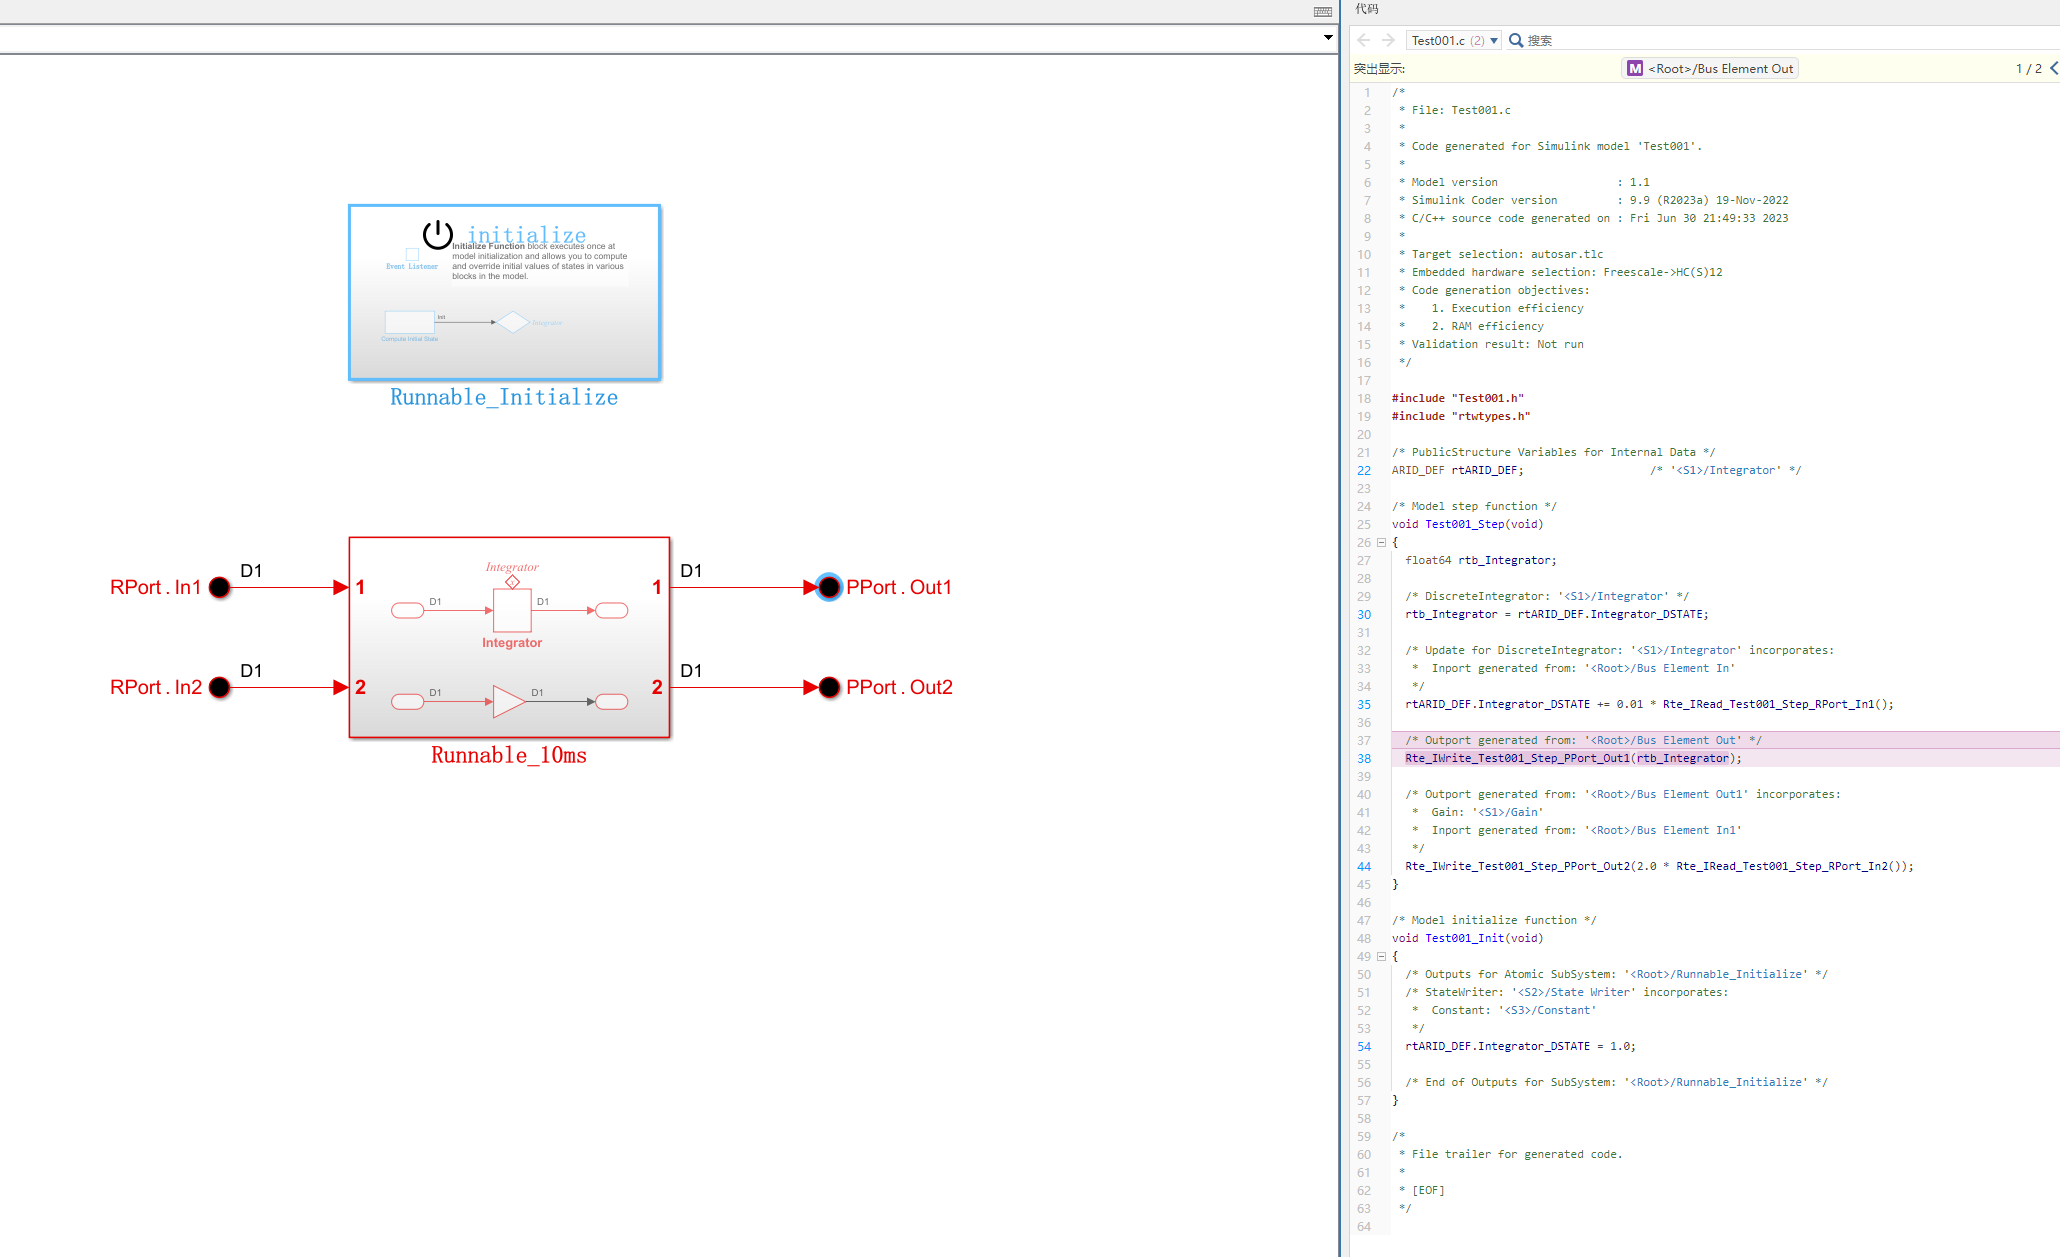 initialize
Initialize Function block executes once at
model initialization and allows you to compute
and override initial values of states in various
blocks in the model.
Event Listener
Init
Integrator
Compute Initial State
Runnable_Initialize
RPort . In1
D1
1
Integrator
D1
D1
Integrator
1
D1
PPort . Out1
RPort . In2
D1
2
D1
D1
2
D1
PPort . Out2
Runnable_10ms
代码
Test001.c (2)
搜索
突出显示:
M <Root>/Bus Element Out
1 / 2
1 /*
2  * File: Test001.c
3  *
4  * Code generated for Simulink model 'Test001'.
5  *
6  * Model version                  : 1.1
7  * Simulink Coder version         : 9.9 (R2023a) 19-Nov-2022
8  * C/C++ source code generated on : Fri Jun 30 21:49:33 2023
9  *
10  * Target selection: autosar.tlc
11  * Embedded hardware selection: Freescale->HC(S)12
12  * Code generation objectives:
13  *    1. Execution efficiency
14  *    2. RAM efficiency
15  * Validation result: Not run
16  */
17
18 #include "Test001.h"
19 #include "rtwtypes.h"
20
21 /* PublicStructure Variables for Internal Data */
22 ARID_DEF rtARID_DEF;                   /* '<S1>/Integrator' */
23
24 /* Model step function */
25 void Test001_Step(void)
26 {
27   float64 rtb_Integrator;
28
29   /* DiscreteIntegrator: '<S1>/Integrator' */
30   rtb_Integrator = rtARID_DEF.Integrator_DSTATE;
31
32   /* Update for DiscreteIntegrator: '<S1>/Integrator' incorporates:
33    *  Inport generated from: '<Root>/Bus Element In'
34    */
35   rtARID_DEF.Integrator_DSTATE += 0.01 * Rte_IRead_Test001_Step_RPort_In1();
36
37   /* Outport generated from: '<Root>/Bus Element Out' */
38   Rte_IWrite_Test001_Step_PPort_Out1(rtb_Integrator);
39
40   /* Outport generated from: '<Root>/Bus Element Out1' incorporates:
41    *  Gain: '<S1>/Gain'
42    *  Inport generated from: '<Root>/Bus Element In1'
43    */
44   Rte_IWrite_Test001_Step_PPort_Out2(2.0 * Rte_IRead_Test001_Step_RPort_In2());
45 }
46
47 /* Model initialize function */
48 void Test001_Init(void)
49 {
50   /* Outputs for Atomic SubSystem: '<Root>/Runnable_Initialize' */
51   /* StateWriter: '<S2>/State Writer' incorporates:
52    *  Constant: '<S3>/Constant'
53    */
54   rtARID_DEF.Integrator_DSTATE = 1.0;
55
56   /* End of Outputs for SubSystem: '<Root>/Runnable_Initialize' */
57 }
58
59 /*
60  * File trailer for generated code.
61  *
62  * [EOF]
63  */
64